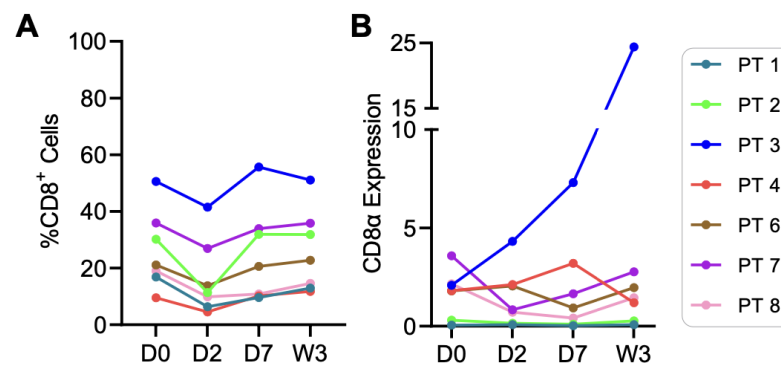 A
%CD8+ Cells
100
80
60
40
20
0
D0 D2 D7 W3
B
CD8α Expression
25
15
10
5
0
D0 D2 D7 W3
PT 1
PT 2
PT 3
PT 4
PT 6
PT 7
PT 8